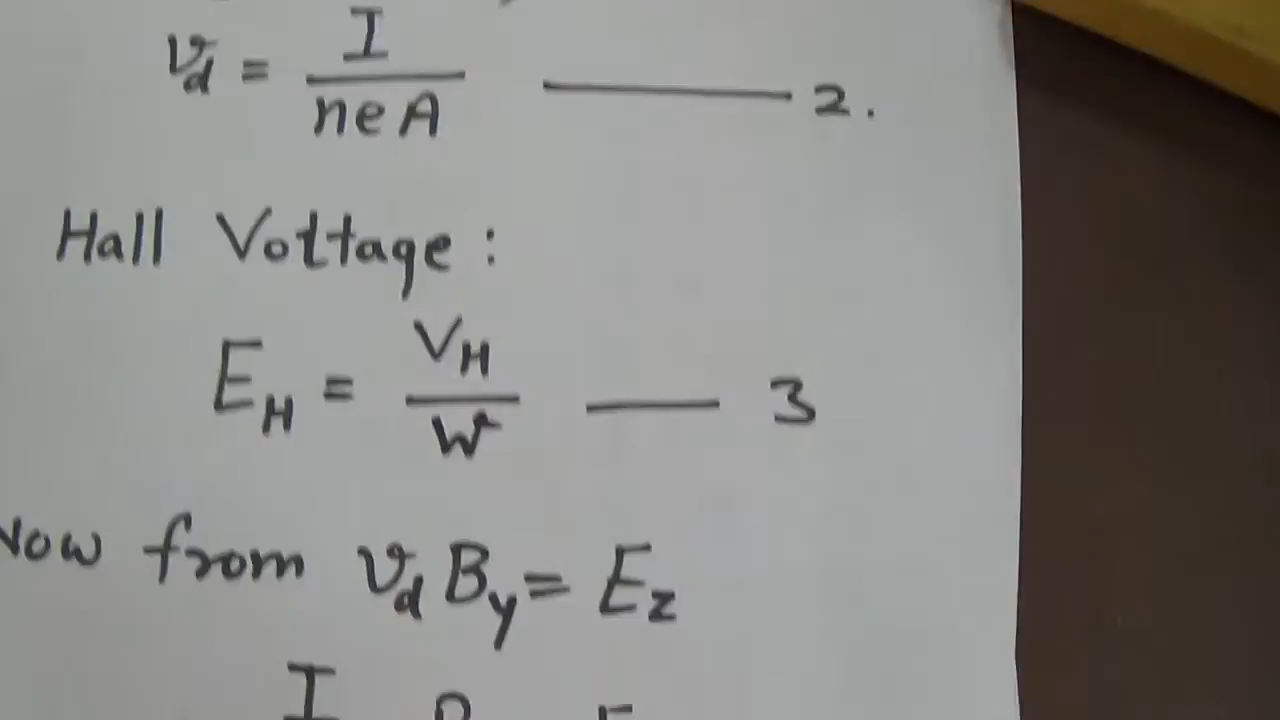 v_d = I / neA ——— 2.
Hall Voltage :
E_H = V_H / W — 3
Now from v_d B_y = E_z
I